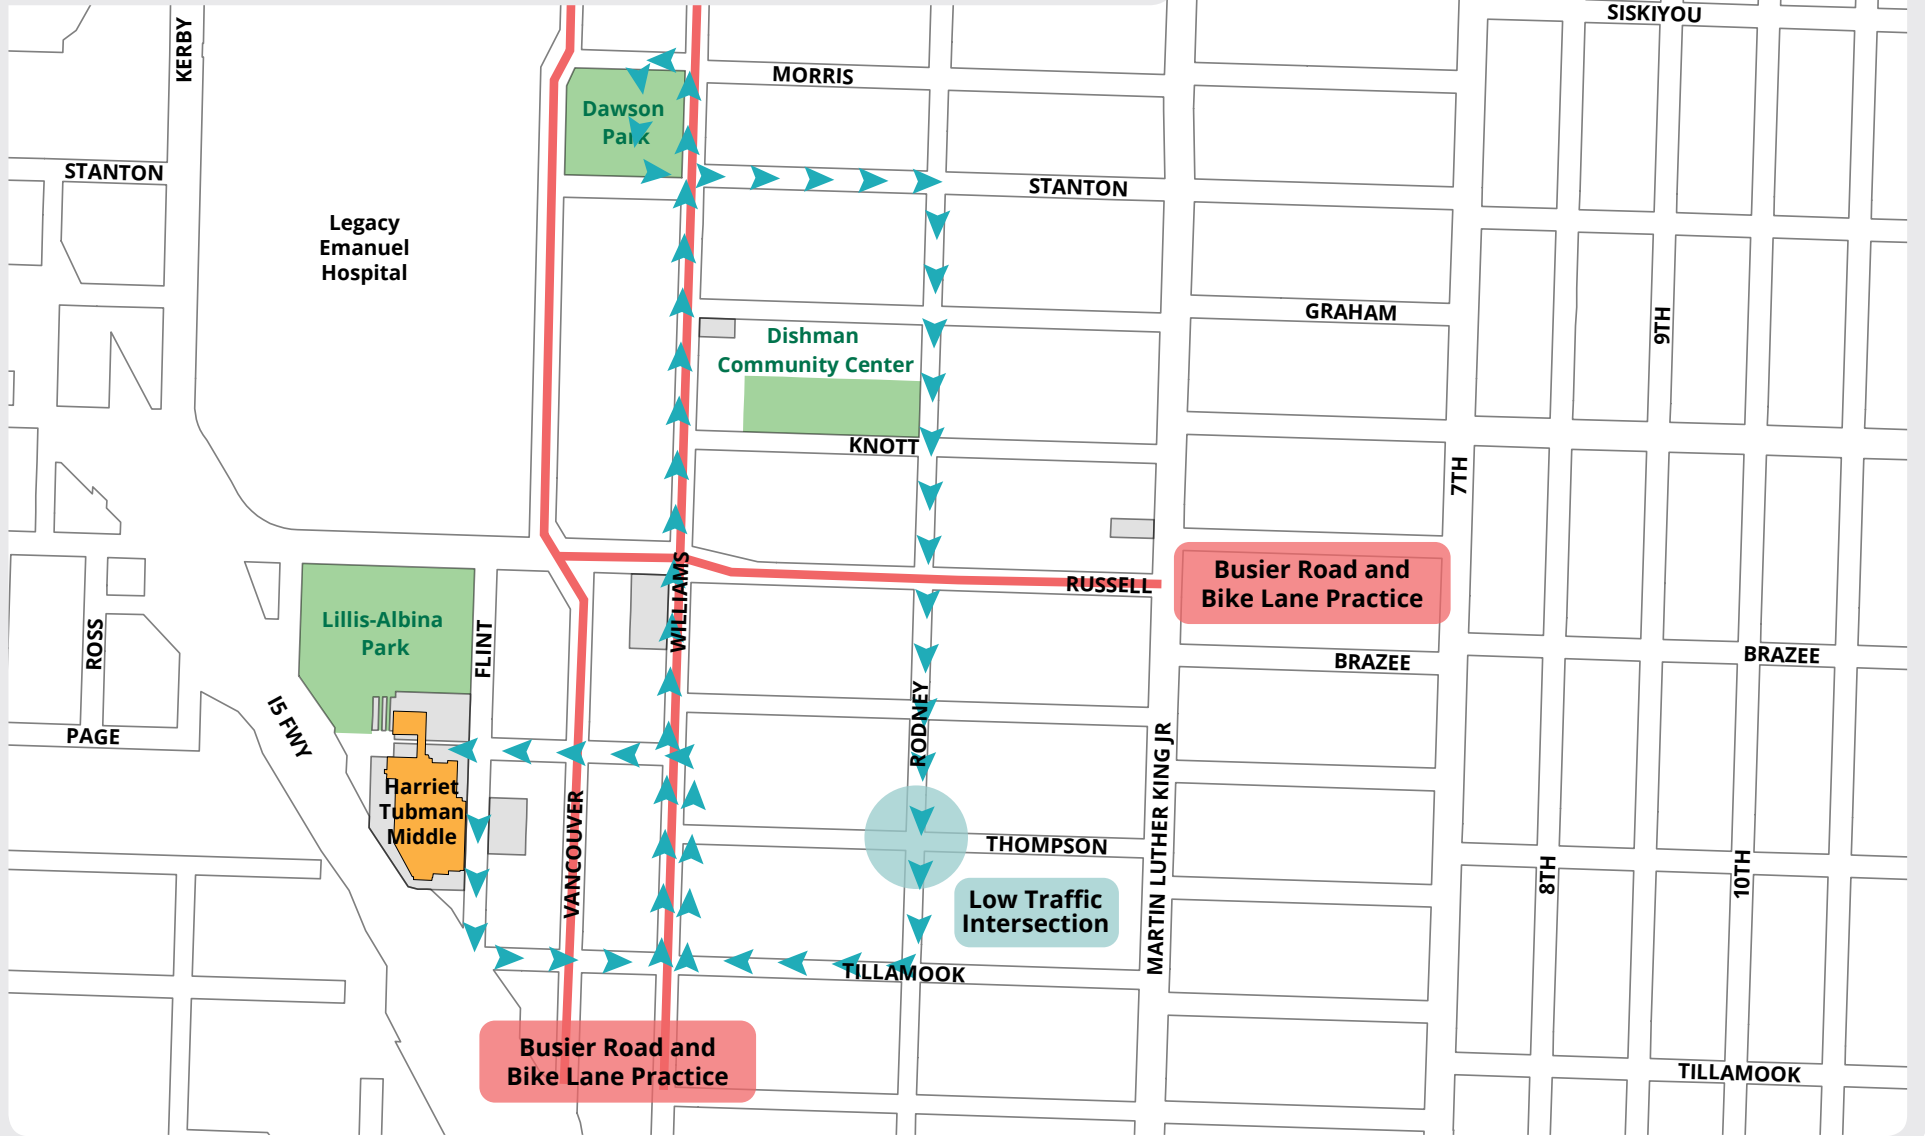 SISKIYOU
KERBY
MORRIS
Dawson
Park
STANTON
STANTON
Legacy
Emanuel
Hospital
GRAHAM
9TH
Dishman
Community Center
KNOTT
7TH
Busier Road and
Bike Lane Practice
RUSSELL
WILLIAMS
Lillis-Albina
Park
FLINT
ROSS
BRAZEE
BRAZEE
I5 FWY
PAGE
RODNEY
MARTIN LUTHER KING JR
Harriet
Tubman
Middle
VANCOUVER
THOMPSON
8TH
10TH
Low Traffic
Intersection
TILLAMOOK
Busier Road and
Bike Lane Practice
TILLAMOOK